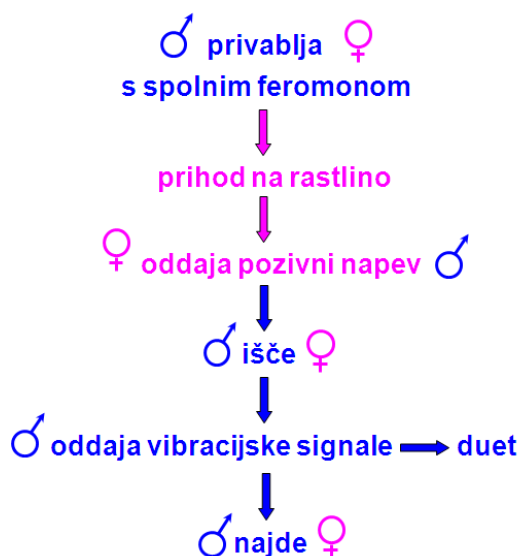 ♂ privablja ♀
s spolnim feromonom
prihod na rastlino
♀ oddaja pozivni napev ♂
♂ išče ♀
♂ oddaja vibracijske signale → duet
♂ najde ♀